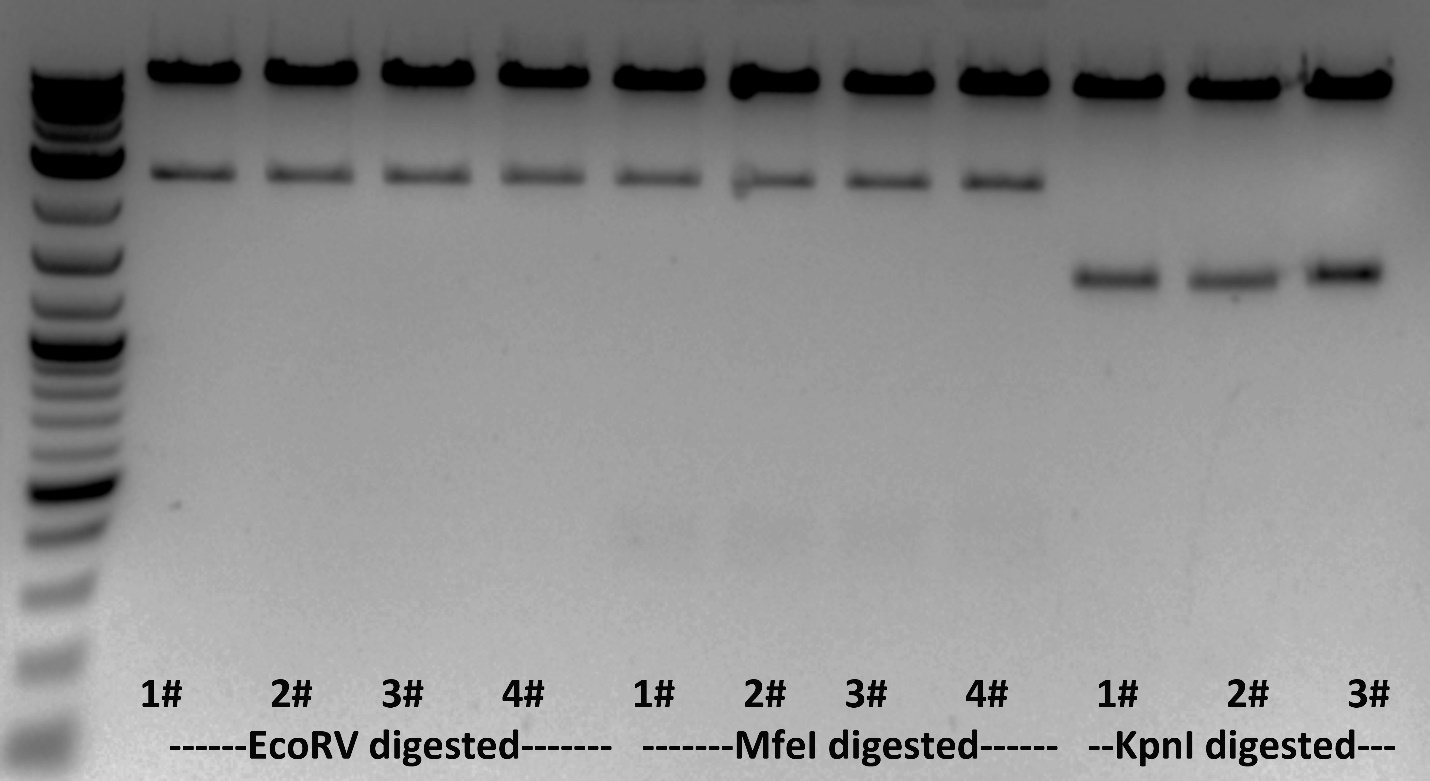 1# 2# 3# 4# 1# 2# 3# 4# 1# 2# 3#
------EcoRV digested------- -------MfeI digested------ --KpnI digested---